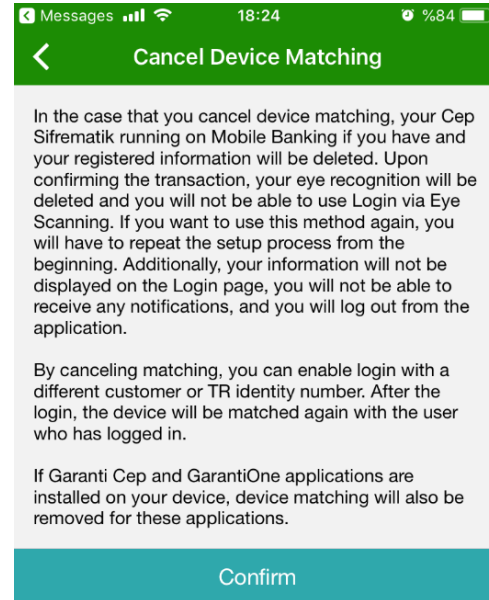 Messages 18:24 %84
Cancel Device Matching
In the case that you cancel device matching, your Cep
Sifrematik running on Mobile Banking if you have and
your registered information will be deleted. Upon
confirming the transaction, your eye recognition will be
deleted and you will not be able to use Login via Eye
Scanning. If you want to use this method again, you
will have to repeat the setup process from the
beginning. Additionally, your information will not be
displayed on the Login page, you will not be able to
receive any notifications, and you will log out from the
application.
By canceling matching, you can enable login with a
different customer or TR identity number. After the
login, the device will be matched again with the user
who has logged in.
If Garanti Cep and GarantiOne applications are
installed on your device, device matching will also be
removed for these applications.
Confirm